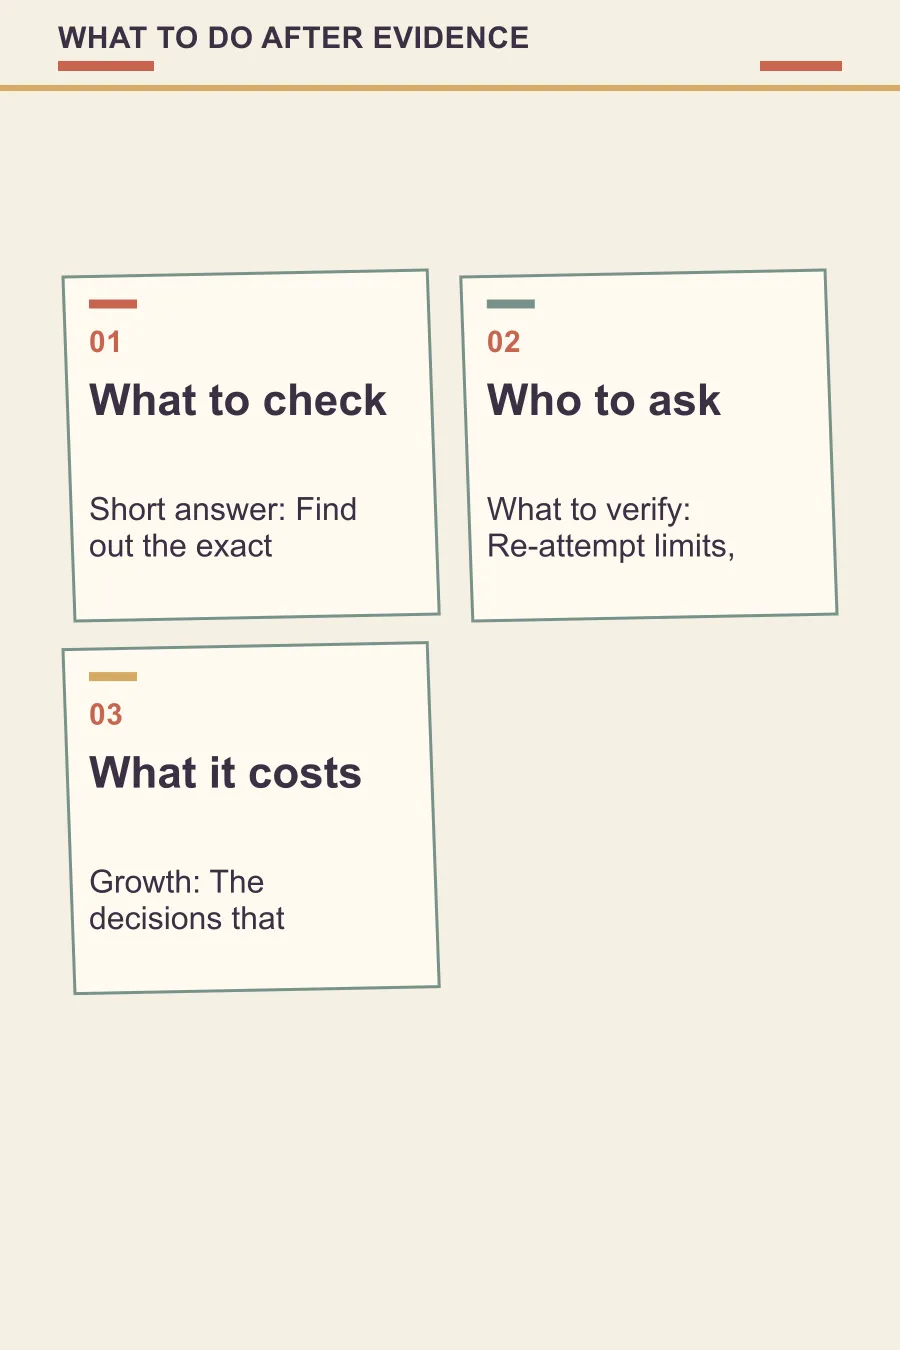 WHAT TO DO AFTER EVIDENCE
01
What to check
Short answer: Find
out the exact
02
Who to ask
What to verify:
Re-attempt limits,
03
What it costs
Growth: The
decisions that